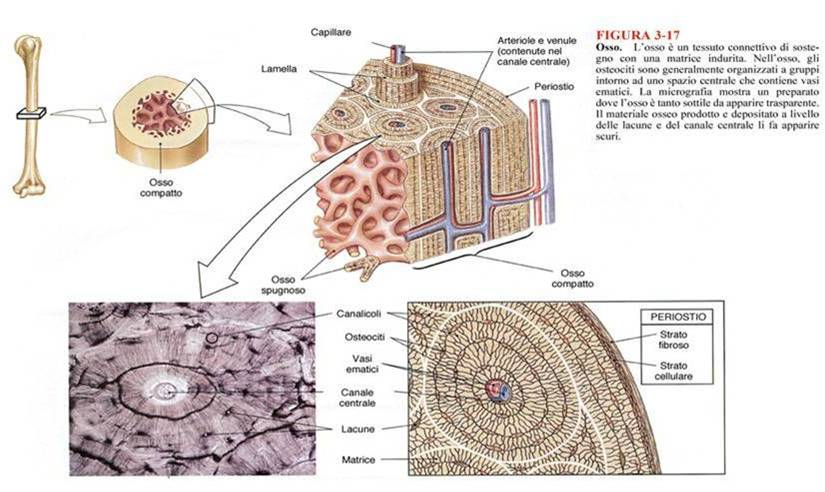 Capillare
Lamella
Arteriole e venule
(contenute nel
canale centrale)
Periostio
FIGURA 3-17
Osso. L'osso è un tessuto connettivo di soste-
gno con una matrice indurita. Nell'osso, gli
osteociti sono generalmente organizzati a gruppi
intorno ad uno spazio centrale che contiene vasi
ematici. La micrografia mostra un preparato
dove l'osso è tanto sottile da apparire trasparente.
Il materiale osseo prodotto e depositato a livello
delle lacune e del canale centrale li fa apparire
scuri.
Osso
compatto
Osso
spugnoso
Osso
compatto
Canalicoli
Osteociti
Vasi
ematici
Canale
centrale
Lacune
Matrice
PERIOSTIO
Strato
fibroso
Strato
cellulare